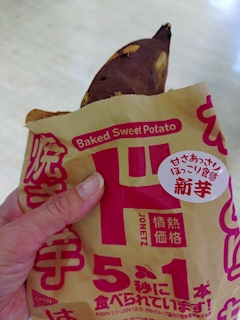 Baked Sweet Potato
焼き芋
ド
情熱
価格
JONETZ
甘さあっさり
ほっこり食感
新芋
5秒に1本
食べられています!